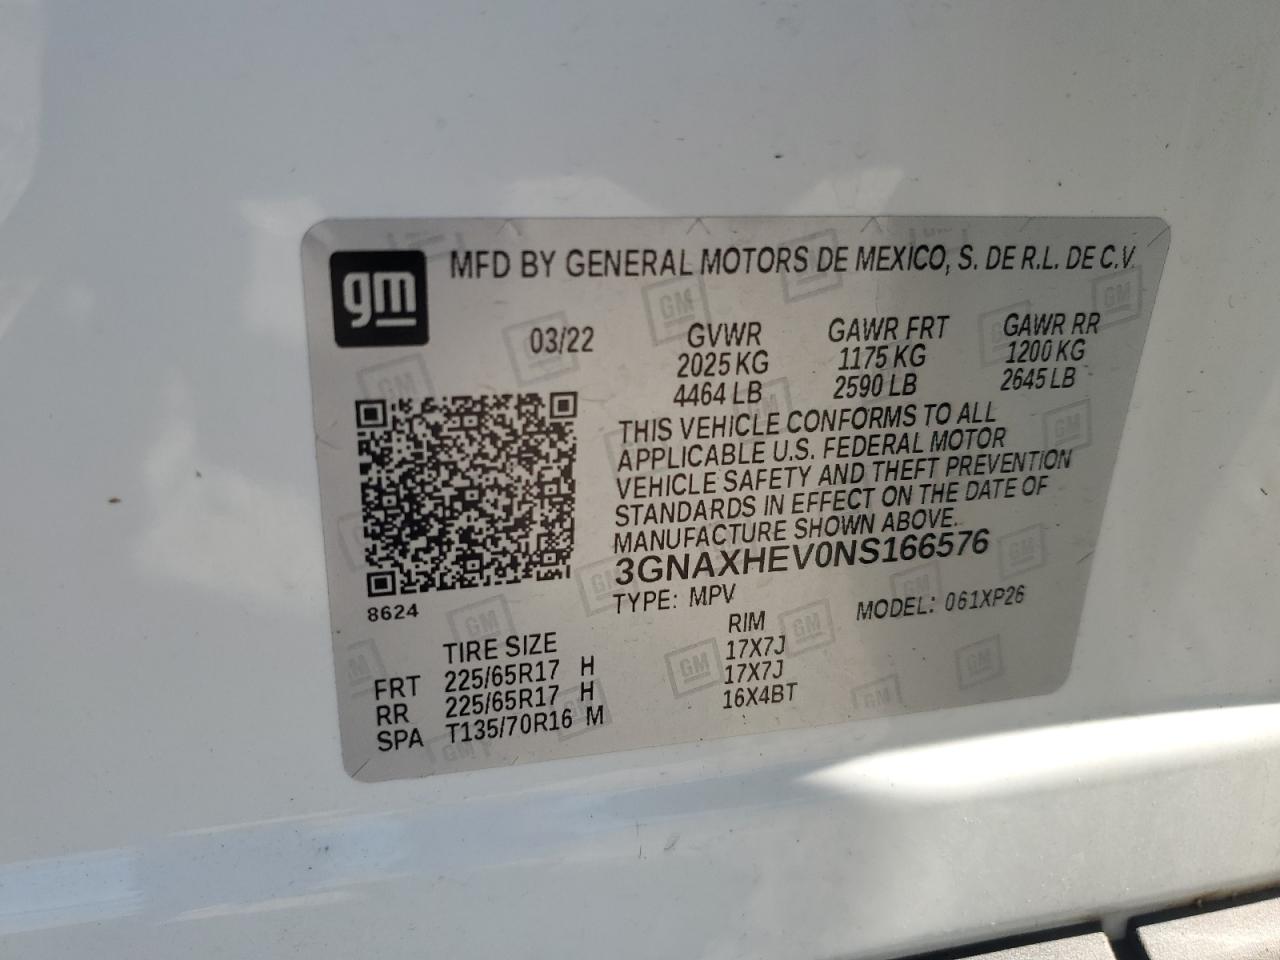 gm MFD BY GENERAL MOTORS DE MEXICO, S. DE R.L. DE C.V.
03/22 GVWR GAWR FRT GAWR RR
2025 KG 1175 KG 1200 KG
4464 LB 2590 LB 2645 LB
THIS VEHICLE CONFORMS TO ALL
APPLICABLE U.S. FEDERAL MOTOR
VEHICLE SAFETY AND THEFT PREVENTION
STANDARDS IN EFFECT ON THE DATE OF
MANUFACTURE SHOWN ABOVE.
3GNAXHEV0NS166576
8624 TYPE: MPV MODEL: 061XP26
TIRE SIZE RIM
FRT 225/65R17 H 17X7J
RR 225/65R17 H 17X7J
SPA T135/70R16 M 16X4BT